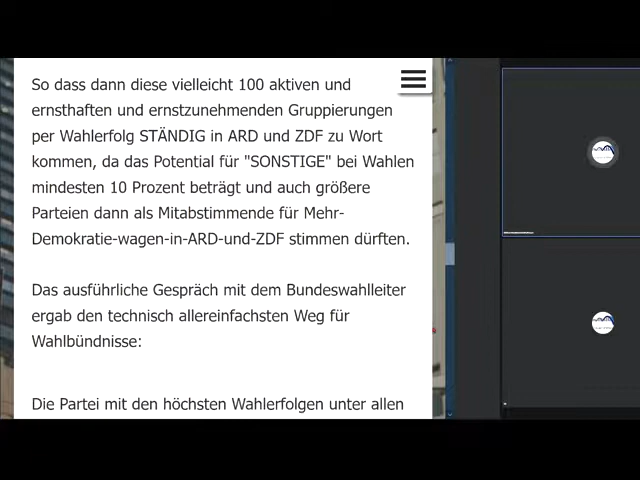 So dass dann diese vielleicht 100 aktiven und
ernsthaften und ernstzunehmenden Gruppierungen
per Wahlerfolg STÄNDIG in ARD und ZDF zu Wort
kommen, da das Potential für "SONSTIGE" bei Wahlen
mindesten 10 Prozent beträgt und auch größere
Parteien dann als Mitabstimmende für Mehr-
Demokratie-wagen-in-ARD-und-ZDF stimmen dürften.
Das ausführliche Gespräch mit dem Bundeswahlleiter
ergab den technisch allereinfachsten Weg für
Wahlbündnisse:
Die Partei mit den höchsten Wahlerfolgen unter allen